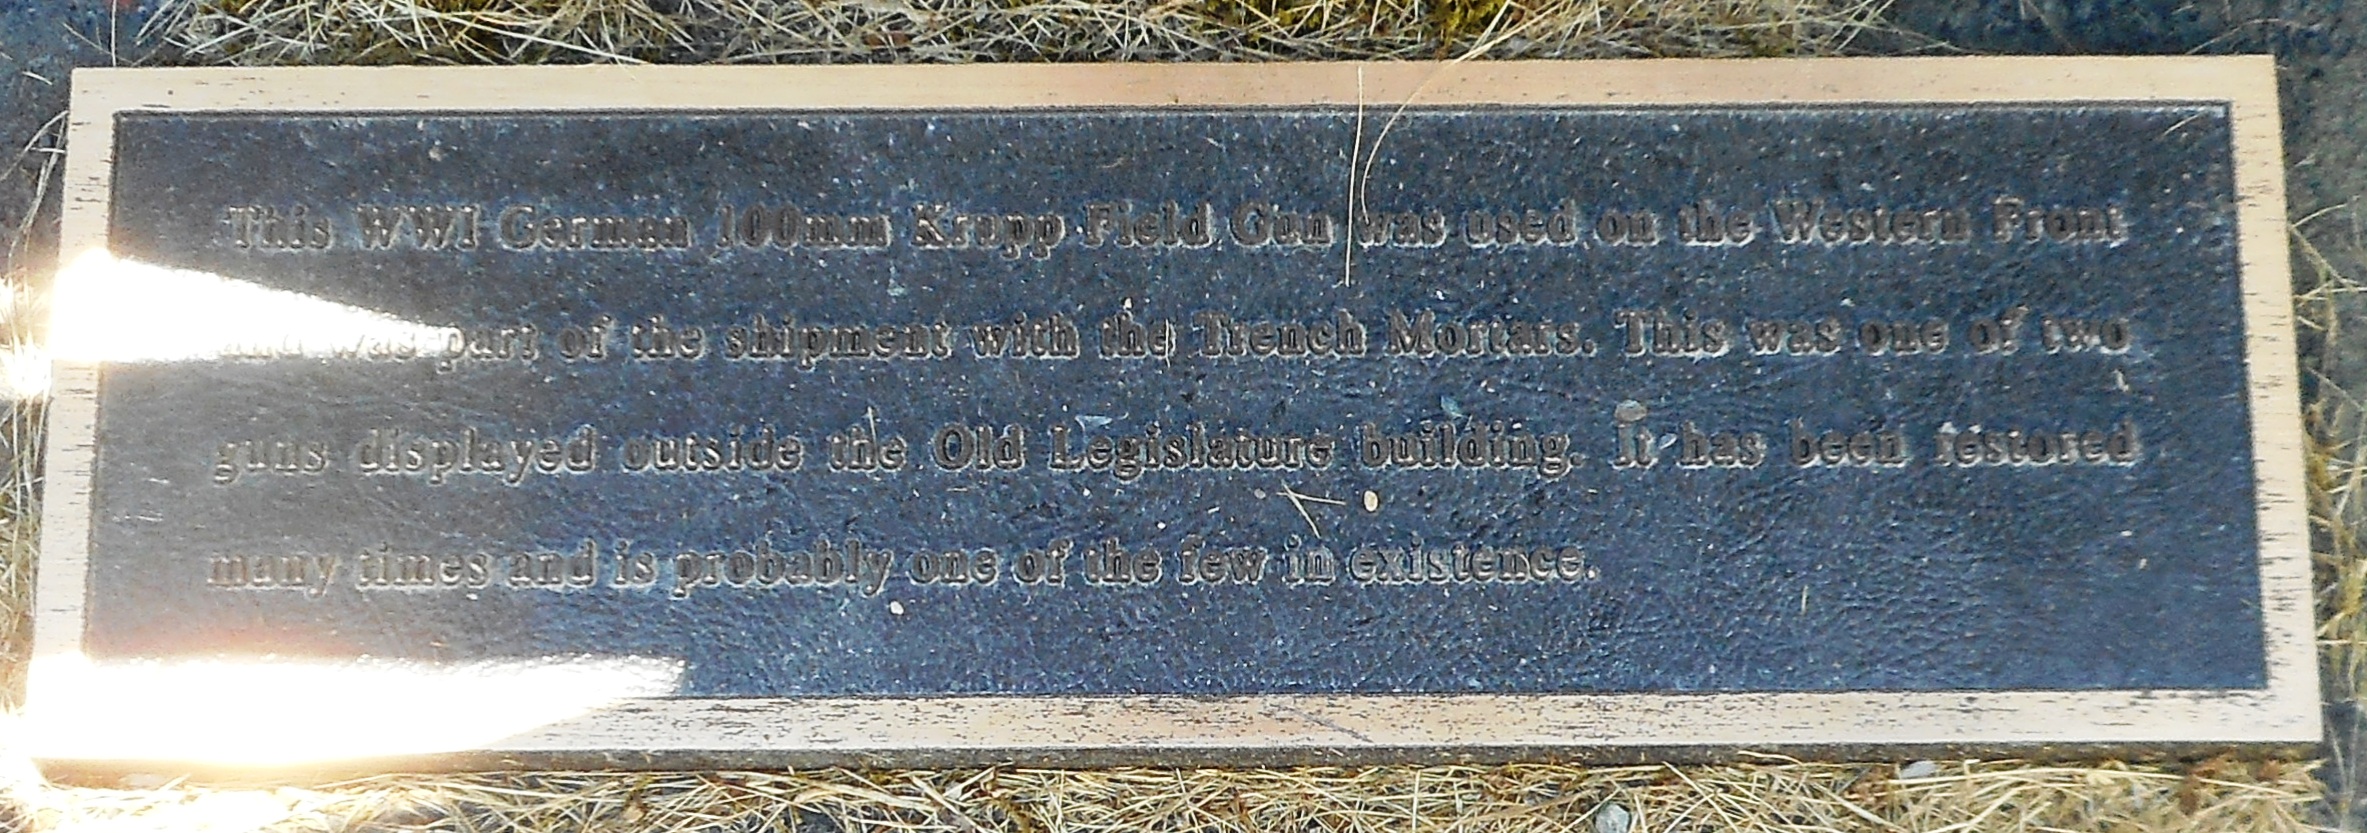 This WWI German 100mm Krupp Field Gun was used on the Western Front
and was part of the shipment with the Trench Mortars. This was one of two
guns displayed outside the Old Legislature building. It has been restored
many times and is probably one of the few in existence.